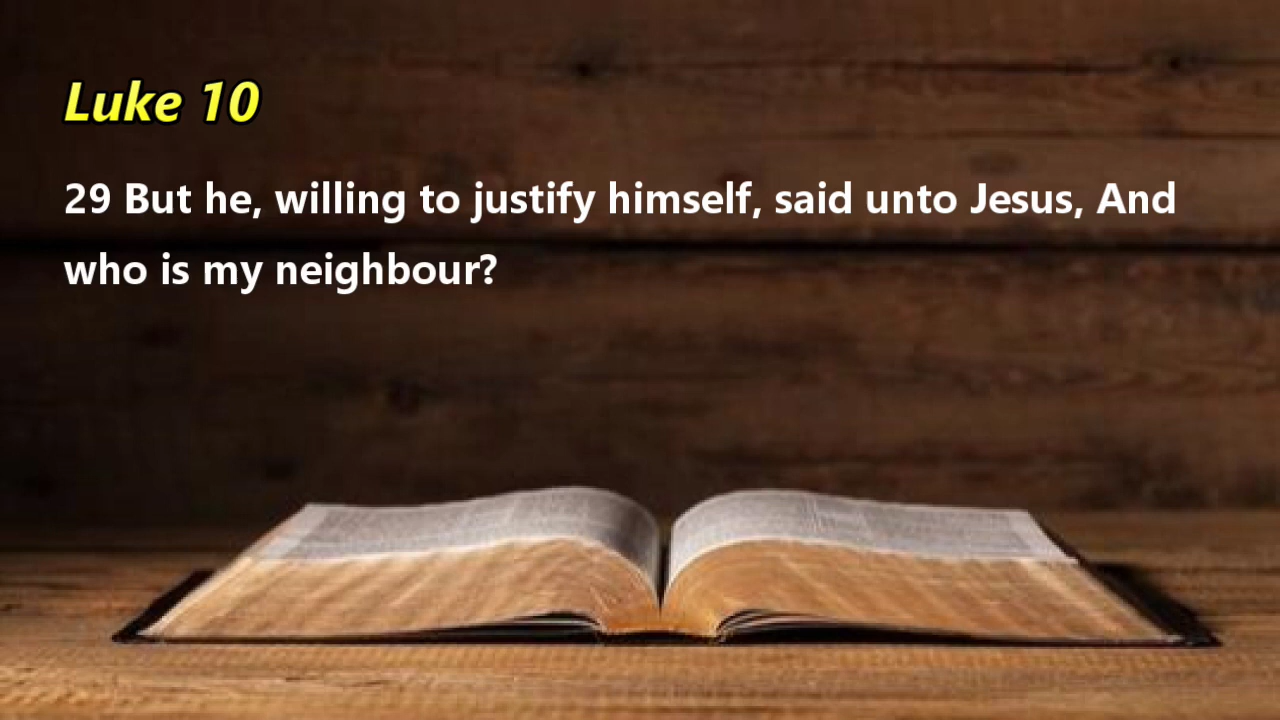 Luke 10
29 But he, willing to justify himself, said unto Jesus, And
who is my neighbour?